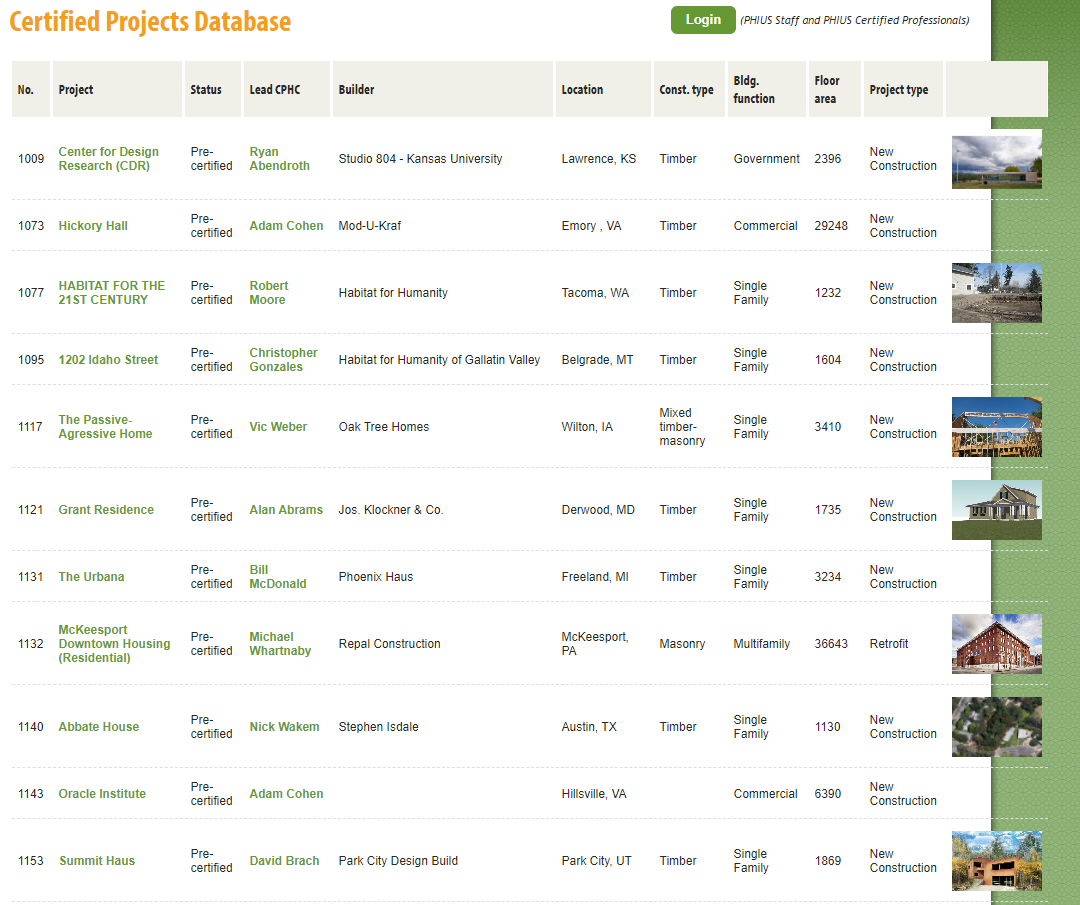 Certified Projects Database
Login (PHIUS Staff and PHIUS Certified Professionals)
No. Project Status Lead CPHC Builder Location Const. type Bldg. function Floor area Project type
1009 Center for Design Research (CDR) Pre-certified Ryan Abendroth Studio 804 - Kansas University Lawrence, KS Timber Government 2396 New Construction
1073 Hickory Hall Pre-certified Adam Cohen Mod-U-Kraf Emory , VA Timber Commercial 29248 New Construction
1077 HABITAT FOR THE 21ST CENTURY Pre-certified Robert Moore Habitat for Humanity Tacoma, WA Timber Single Family 1232 New Construction
1095 1202 Idaho Street Pre-certified Christopher Gonzales Habitat for Humanity of Gallatin Valley Belgrade, MT Timber Single Family 1604 New Construction
1117 The Passive-Agressive Home Pre-certified Vic Weber Oak Tree Homes Wilton, IA Mixed timber-masonry Single Family 3410 New Construction
1121 Grant Residence Pre-certified Alan Abrams Jos. Klockner & Co. Derwood, MD Timber Single Family 1735 New Construction
1131 The Urbana Pre-certified Bill McDonald Phoenix Haus Freeland, MI Timber Single Family 3234 New Construction
1132 McKeesport Downtown Housing (Residential) Pre-certified Michael Whartnaby Repal Construction McKeesport, PA Masonry Multifamily 36643 Retrofit
1140 Abbate House Pre-certified Nick Wakem Stephen Isdale Austin, TX Timber Single Family 1130 New Construction
1143 Oracle Institute Pre-certified Adam Cohen Hillsville, VA Commercial 6390 New Construction
1153 Summit Haus Pre-certified David Brach Park City Design Build Park City, UT Timber Single Family 1869 New Construction